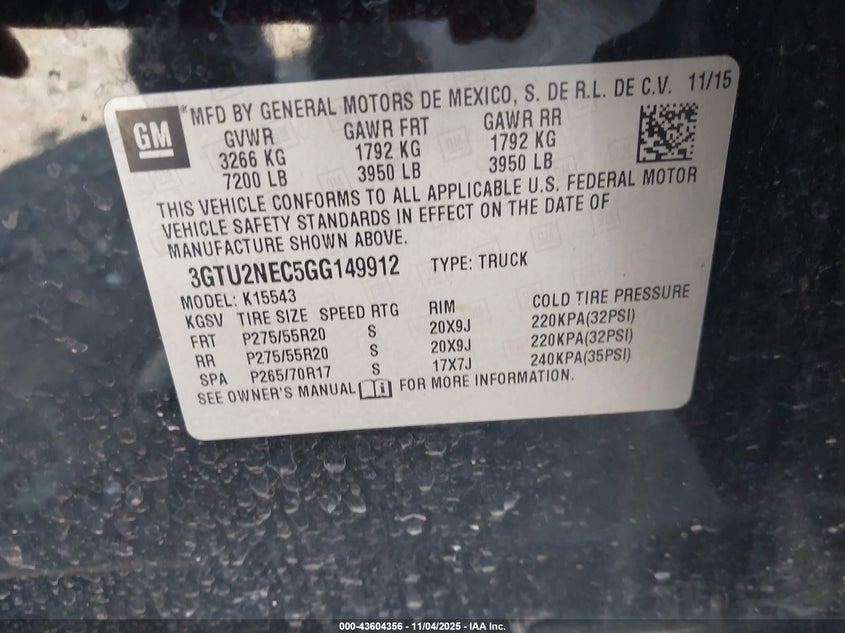 GM
*MFD BY GENERAL MOTORS DE MEXICO, S. DE R.L. DE C.V. 11/15
GVWR GAWR FRT GAWR RR
3266 KG 1792 KG 1792 KG
7200 LB 3950 LB 3950 LB
THIS VEHICLE CONFORMS TO ALL APPLICABLE U.S. FEDERAL MOTOR
VEHICLE SAFETY STANDARDS IN EFFECT ON THE DATE OF
MANUFACTURE SHOWN ABOVE.
3GTU2NEC5GG149912 TYPE: TRUCK
MODEL: K15543
KGSV TIRE SIZE SPEED RTG RIM COLD TIRE PRESSURE
FRT P275/55R20 S 20X9J 220KPA(32PSI)
RR P275/55R20 S 20X9J 220KPA(32PSI)
SPA P265/70R17 S 17X7J 240KPA(35PSI)
SEE OWNER'S MANUAL FOR MORE INFORMATION.
000-43604356 - 11/04/2025 - IAA Inc.